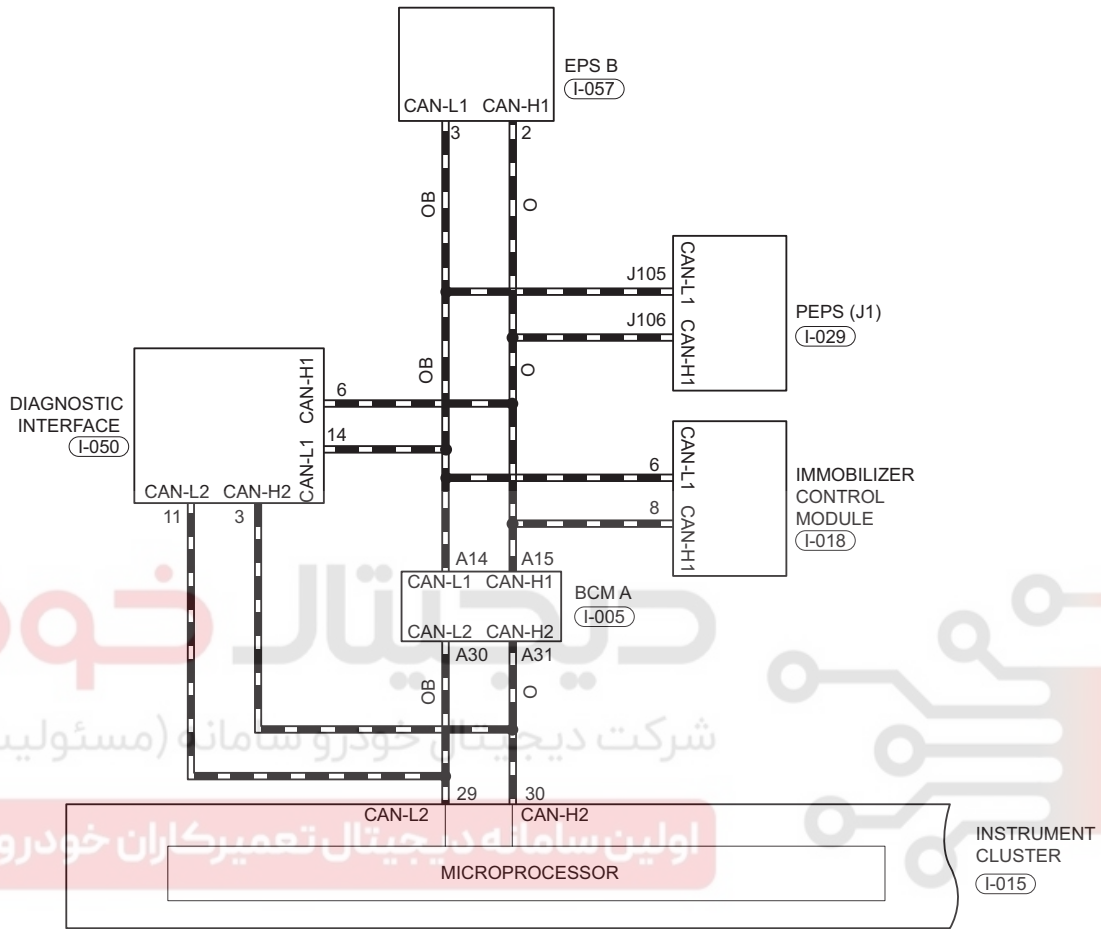 EPS B
I-057
CAN-L1 CAN-H1
3 2
OB O
J105
CAN-L1
PEPS (J1)
I-029
J106
CAN-H1
OB O
DIAGNOSTIC
INTERFACE
I-050
CAN-H1
6
CAN-L1
14
CAN-L2 CAN-H2
11 3
6
CAN-L1
IMMOBILIZER
CONTROL
MODULE
I-018
8
CAN-H1
A14 A15
CAN-L1 CAN-H1
BCM A
I-005
CAN-L2 CAN-H2
A30 A31
OB O
دیجیتال خو
شرکت دیجیتال خودرو سامانه (مسئولیت
29 30
CAN-L2 CAN-H2
اولین سامانه دیجیتال تعمیرکاران خودرو
MICROPROCESSOR
INSTRUMENT
CLUSTER
I-015